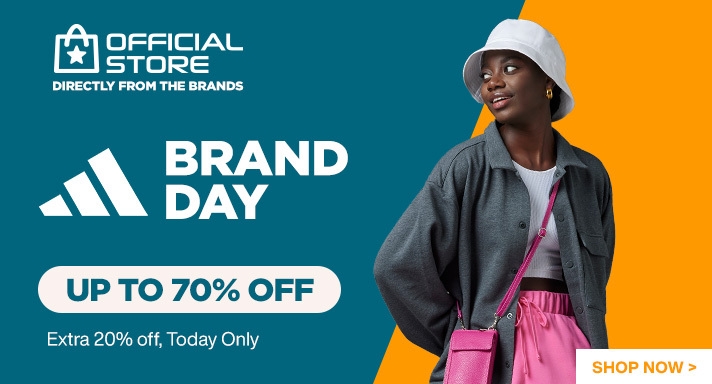 OFFICIAL
STORE
DIRECTLY FROM THE BRANDS
BRAND
DAY
UP TO 70% OFF
Extra 20% off, Today Only
SHOP NOW >